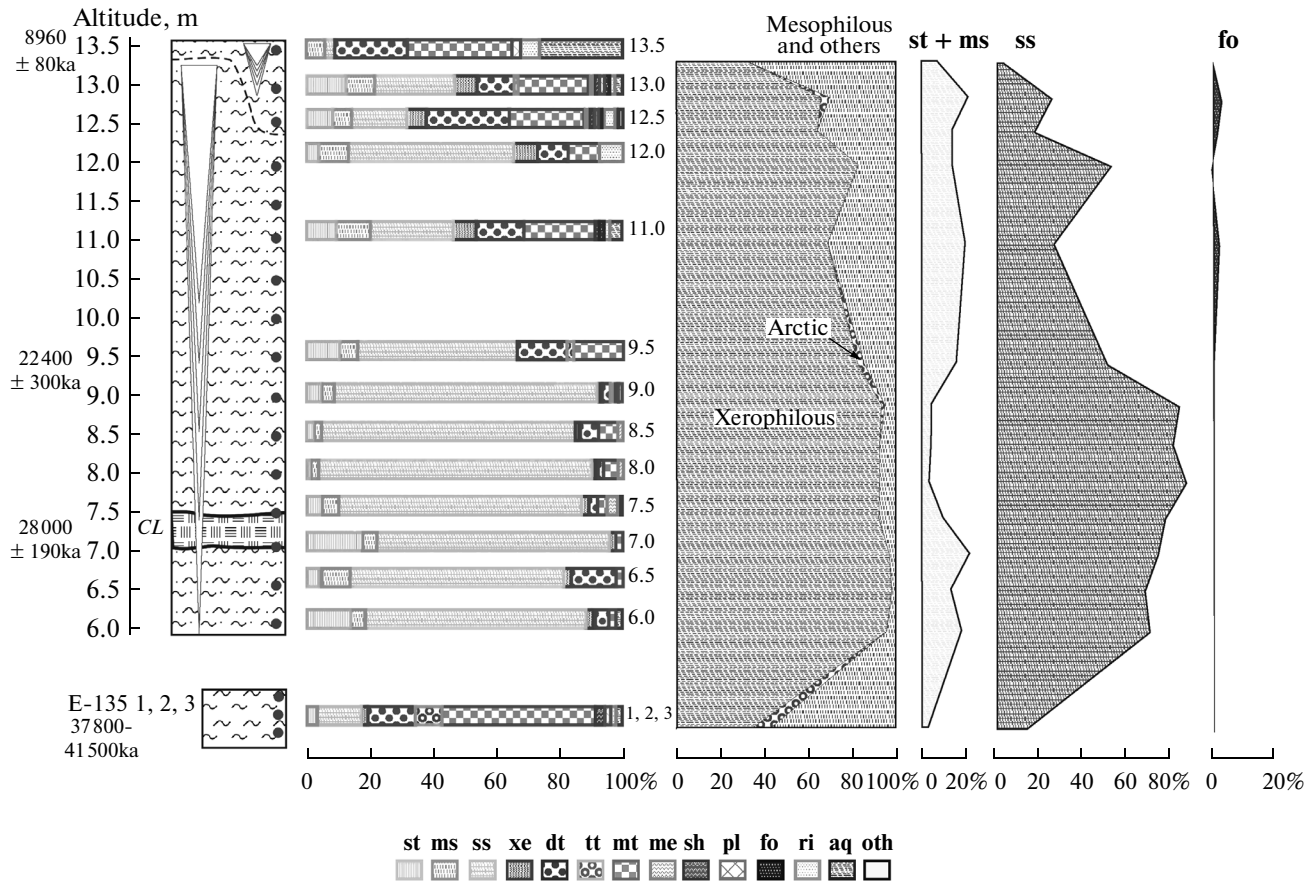 Altitude, m
8960
± 80ka
13.5
13.0
12.5
12.0
11.5
11.0
10.5
10.0
22400
± 300ka
9.5
9.0
8.5
8.0
7.5
28000
± 190ka
CL
7.0
6.5
6.0
E-135 1, 2, 3
37800-
41500ka
13.5
13.0
12.5
12.0
11.0
9.5
9.0
8.5
8.0
7.5
7.0
6.5
6.0
1, 2, 3
0 20 40 60 80 100%
Mesophilous
and others
Arctic
Xerophilous
0 20 40 60 80 100%
st + ms
0 20%
ss
0 20 40 60 80%
fo
0 20%
st ms ss xe dt tt mt me sh pl fo ri aq oth